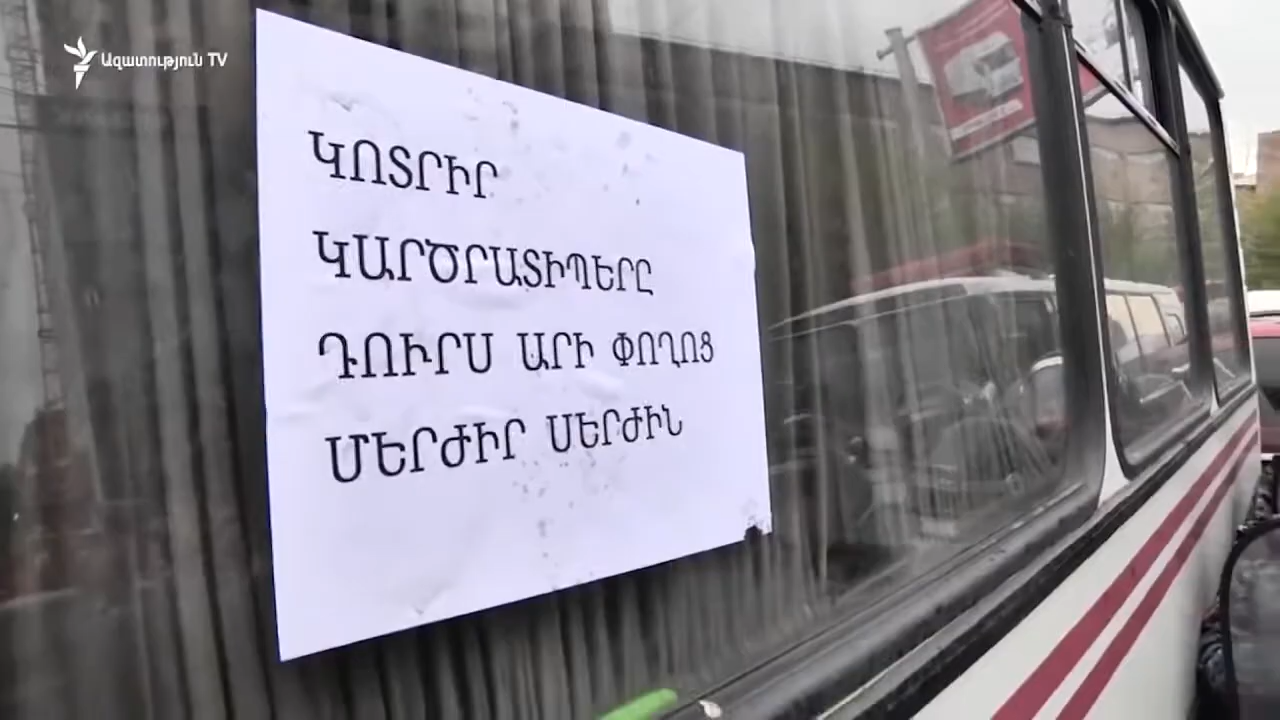 Ազատություն TV
ԿՈՏՐԻՐ
ԿԱՐԾՐԱՏԻՊԵՐԸ
ԴՈՒՐՍ ԱՐԻ ՓՈՂՈՑ
ՄԵՐԺԻՐ ՍԵՐԺԻՆ